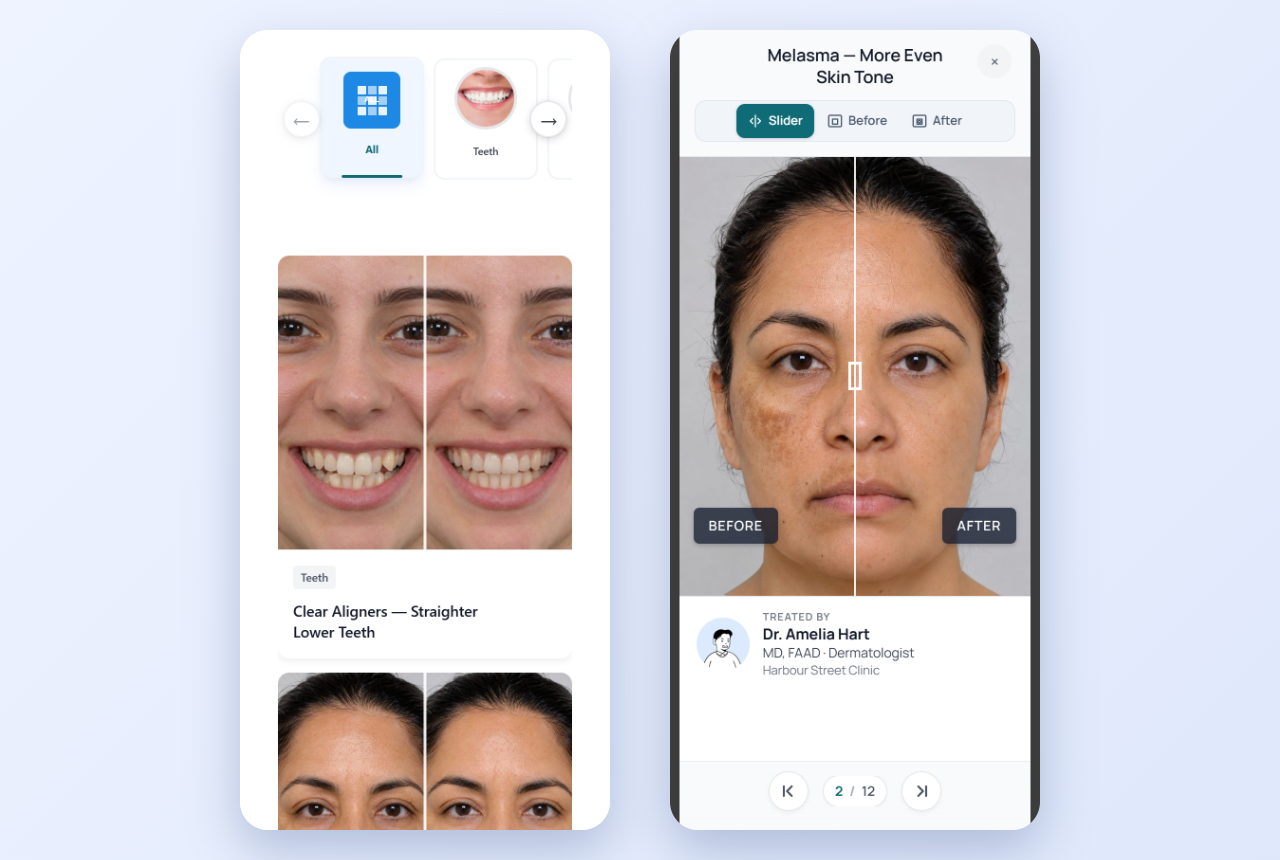 ←
All
Teeth
→
Teeth
Clear Aligners — Straighter
Lower Teeth
Melasma — More Even
Skin Tone
×
Slider
Before
After
BEFORE
AFTER
TREATED BY
Dr. Amelia Hart
MD, FAAD · Dermatologist
Harbour Street Clinic
2 / 12